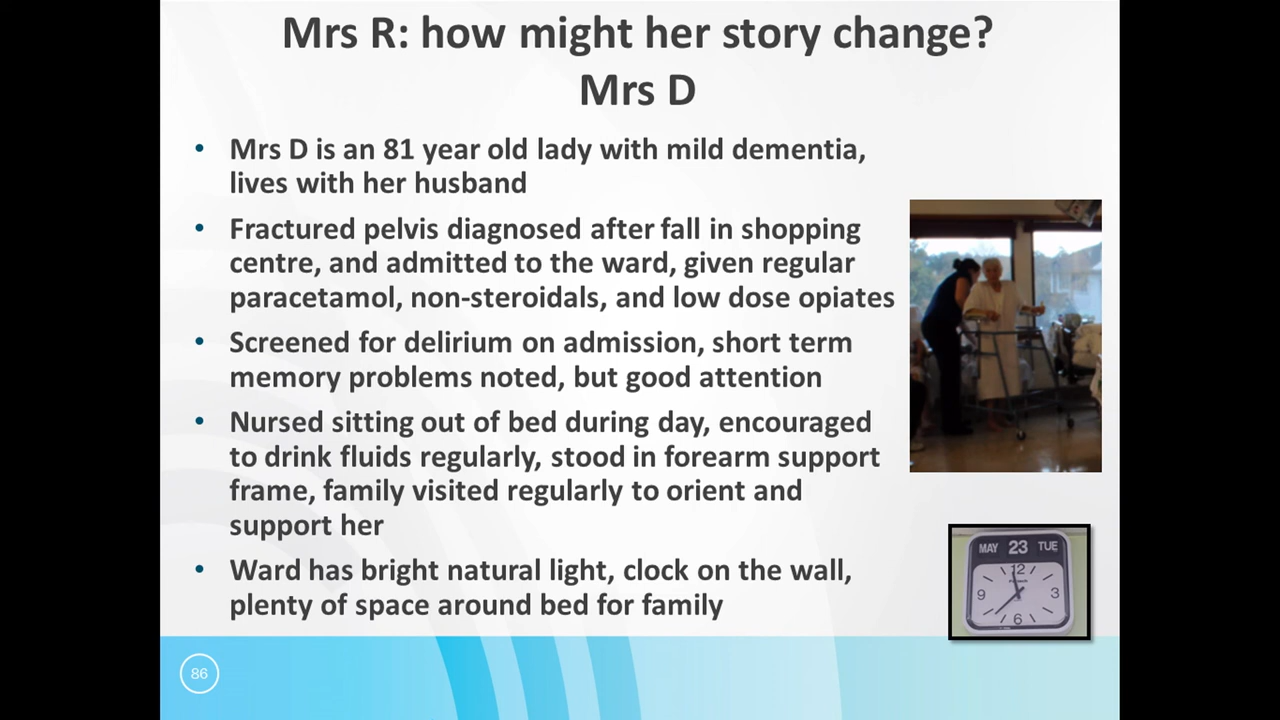 Mrs R: how might her story change?
Mrs D
• Mrs D is an 81 year old lady with mild dementia,
lives with her husband
• Fractured pelvis diagnosed after fall in shopping
centre, and admitted to the ward, given regular
paracetamol, non-steroidals, and low dose opiates
• Screened for delirium on admission, short term
memory problems noted, but good attention
• Nursed sitting out of bed during day, encouraged
to drink fluids regularly, stood in forearm support
frame, family visited regularly to orient and
support her
• Ward has bright natural light, clock on the wall,
plenty of space around bed for family
MAY 23 TUE
12
9 3
6
86